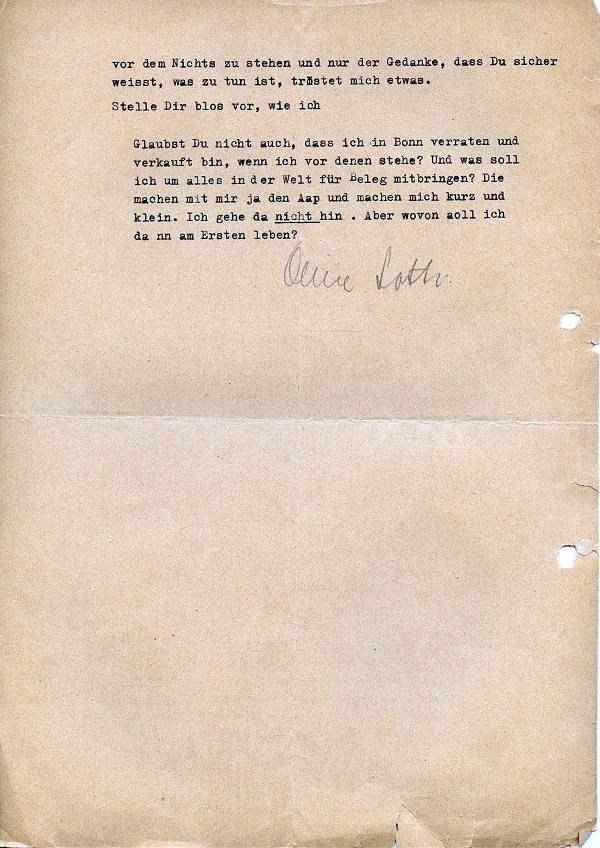 vor dem Nichts zu stehen und nur der Gedanke, dass Du sicher
weisst, was zu tun ist, tröstet mich etwas.
Stelle Dir blos vor, wie ich
Glaubst Du nicht auch, dass ich in Bonn verraten und
verkauft bin, wenn ich vor denen stehe? Und was soll
ich um alles in der Welt für Beleg mitbringen? Die
machen mit mir ja den Aap und machen mich kurz und
klein. Ich gehe da nicht hin . Aber wovon aoll ich
da nn am Ersten leben?